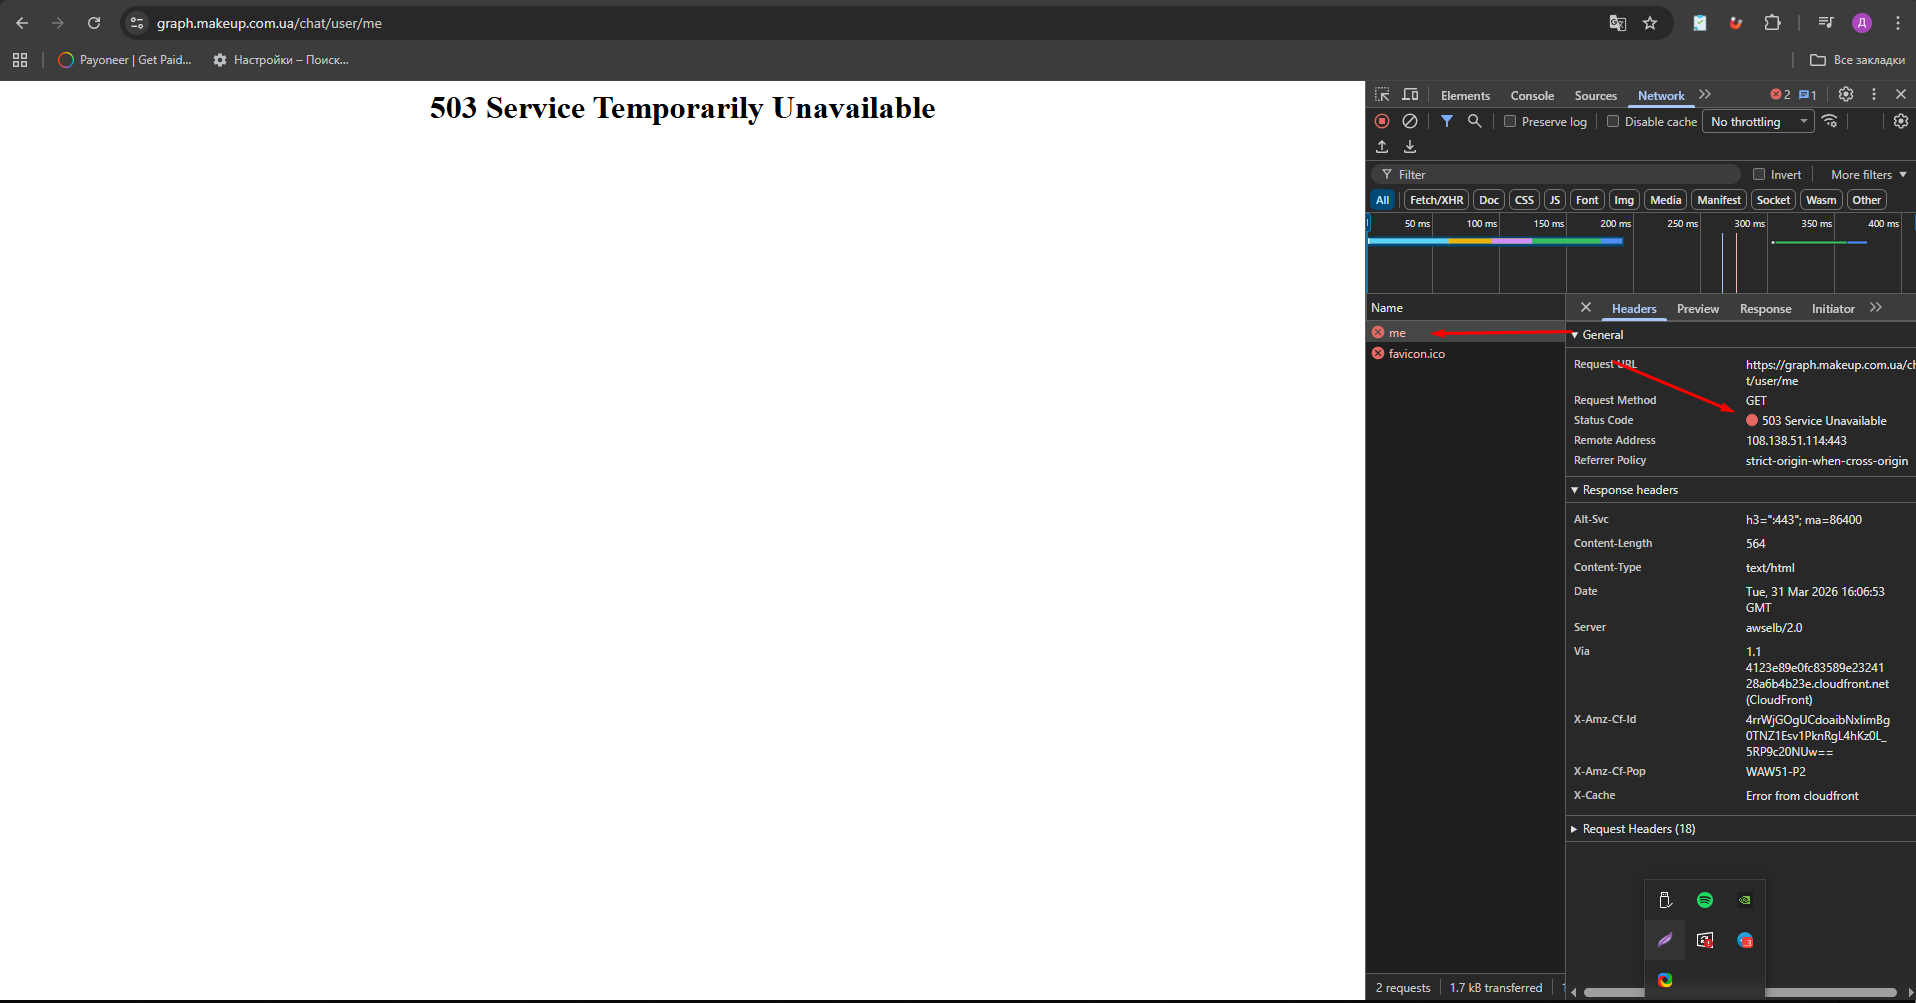 graph.makeup.com.ua/chat/user/me
Д
Payoneer | Get Paid...
Настройки – Поиск...
Все закладки
503 Service Temporarily Unavailable
Elements Console Sources Network 2 1
Preserve log Disable cache No throttling
Filter Invert More filters
All Fetch/XHR Doc CSS JS Font Img Media Manifest Socket Wasm Other
50 ms 100 ms 150 ms 200 ms 250 ms 300 ms 350 ms 400 ms
Name
me
favicon.ico
Headers Preview Response Initiator
General
Request URL https://graph.makeup.com.ua/ch
t/user/me
Request Method GET
Status Code 503 Service Unavailable
Remote Address 108.138.51.114:443
Referrer Policy strict-origin-when-cross-origin
Response headers
Alt-Svc h3=":443"; ma=86400
Content-Length 564
Content-Type text/html
Date Tue, 31 Mar 2026 16:06:53
GMT
Server awselb/2.0
Via 1.1
4123e89e0fc83589e23241
28a6b4b23e.cloudfront.net
(CloudFront)
X-Amz-Cf-Id 4rrWjGOgUCdoaibNxlimBg
0TNZ1Esv1PknRgL4hKz0L_
5RP9c20NUw==
X-Amz-Cf-Pop WAW51-P2
X-Cache Error from cloudfront
Request Headers (18)
2 requests 1.7 kB transferred